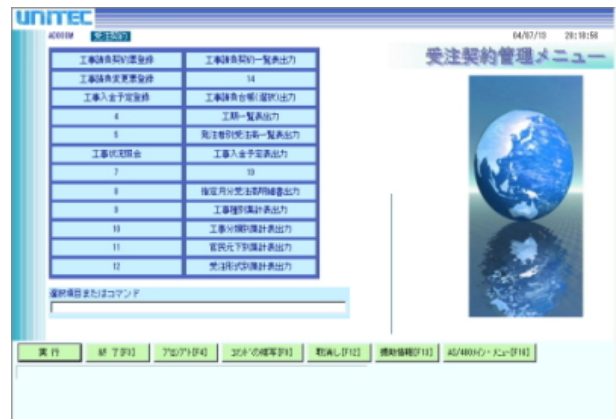 UNITEC
受注契約
04/07/13 20:18:56
受注契約管理メニュー
工事請負契約票登録 工事請負契約一覧表出力
工事請負変更票登録 14
工事入金予定登録 工事請負台帳(選択)出力
4 工期一覧表出力
5 発注者別受注高一覧表出力
工事状況照会 工事入金予定表出力
7 19
8 指定月分受注高明細書出力
9 工事種別集計表出力
10 工事分類別集計表出力
11 官民元下別集計表出力
12 受注形式別集計表出力
選択項目またはコマンド
実行 終了[F3] プロンプト[F4] コマンドの複写[F9] 取消し[F12] 援助情報[F13] AS/400メイン・メニュー[F16]